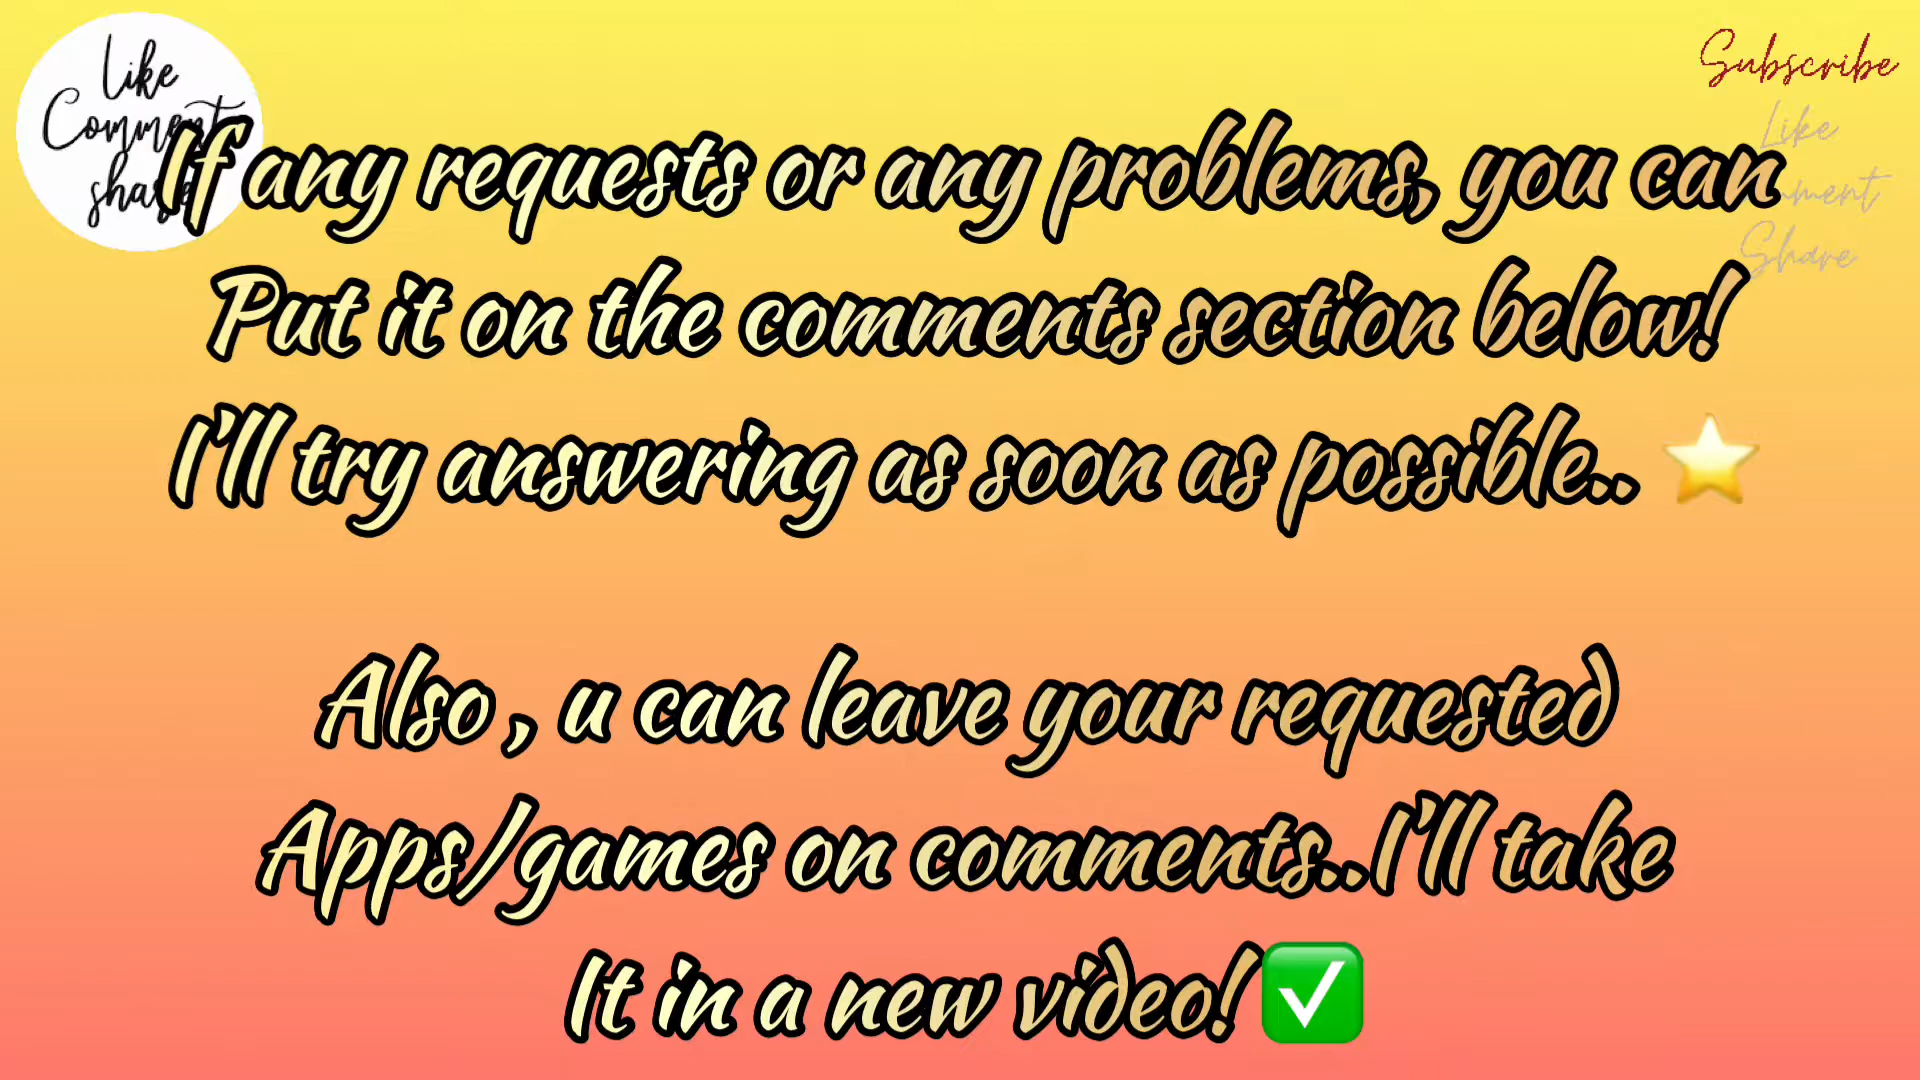 Like
Comment
share
Subscribe
Like
Share
If any requests or any problems, you can
Put it on the comments section below!
I'll try answering as soon as possible.. ⭐
Also , u can leave your requested
Apps/games on comments..I'll take
It in a new video! ✅